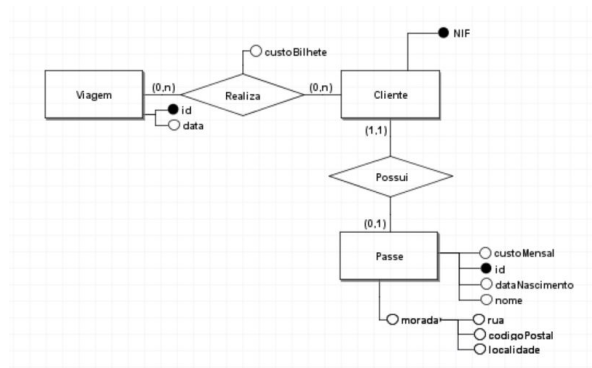 NIF
custoBilhete
Viagem (0,n) Realiza (0,n) Cliente
id
data
(1,1)
Possui
(0,1)
Passe
custoMensal
id
dataNascimento
nome
morada rua
codigoPostal
localidade